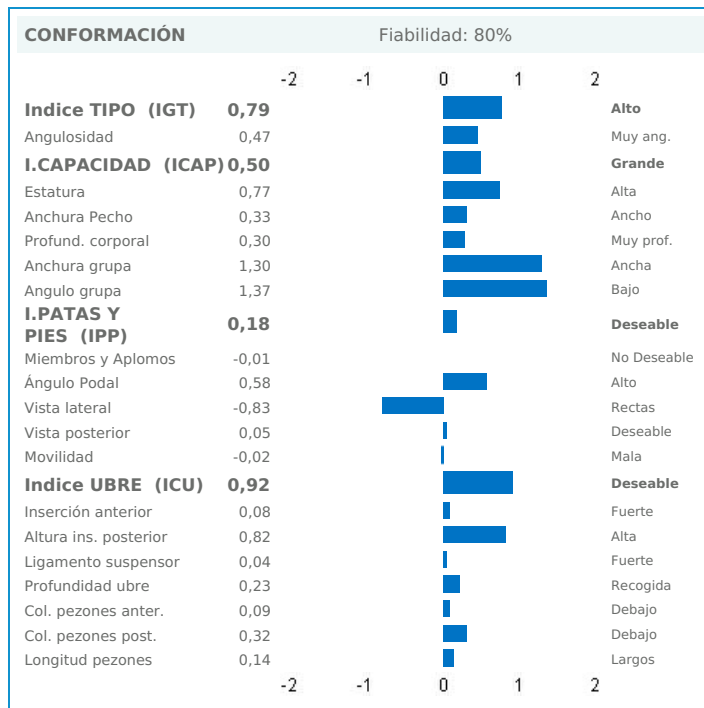 CONFORMACIÓN Fiabilidad: 80%
-2 -1 0 1 2
Indice TIPO (IGT) 0,79 Alto
Angulosidad 0,47 Muy ang.
I.CAPACIDAD (ICAP) 0,50 Grande
Estatura 0,77 Alta
Anchura Pecho 0,33 Ancho
Profund. corporal 0,30 Muy prof.
Anchura grupa 1,30 Ancha
Angulo grupa 1,37 Bajo
I.PATAS Y
PIES (IPP) 0,18 Deseable
Miembros y Aplomos -0,01 No Deseable
Ángulo Podal 0,58 Alto
Vista lateral -0,83 Rectas
Vista posterior 0,05 Deseable
Movilidad -0,02 Mala
Indice UBRE (ICU) 0,92 Deseable
Inserción anterior 0,08 Fuerte
Altura ins. posterior 0,82 Alta
Ligamento suspensor 0,04 Fuerte
Profundidad ubre 0,23 Recogida
Col. pezones anter. 0,09 Debajo
Col. pezones post. 0,32 Debajo
Longitud pezones 0,14 Largos
-2 -1 0 1 2